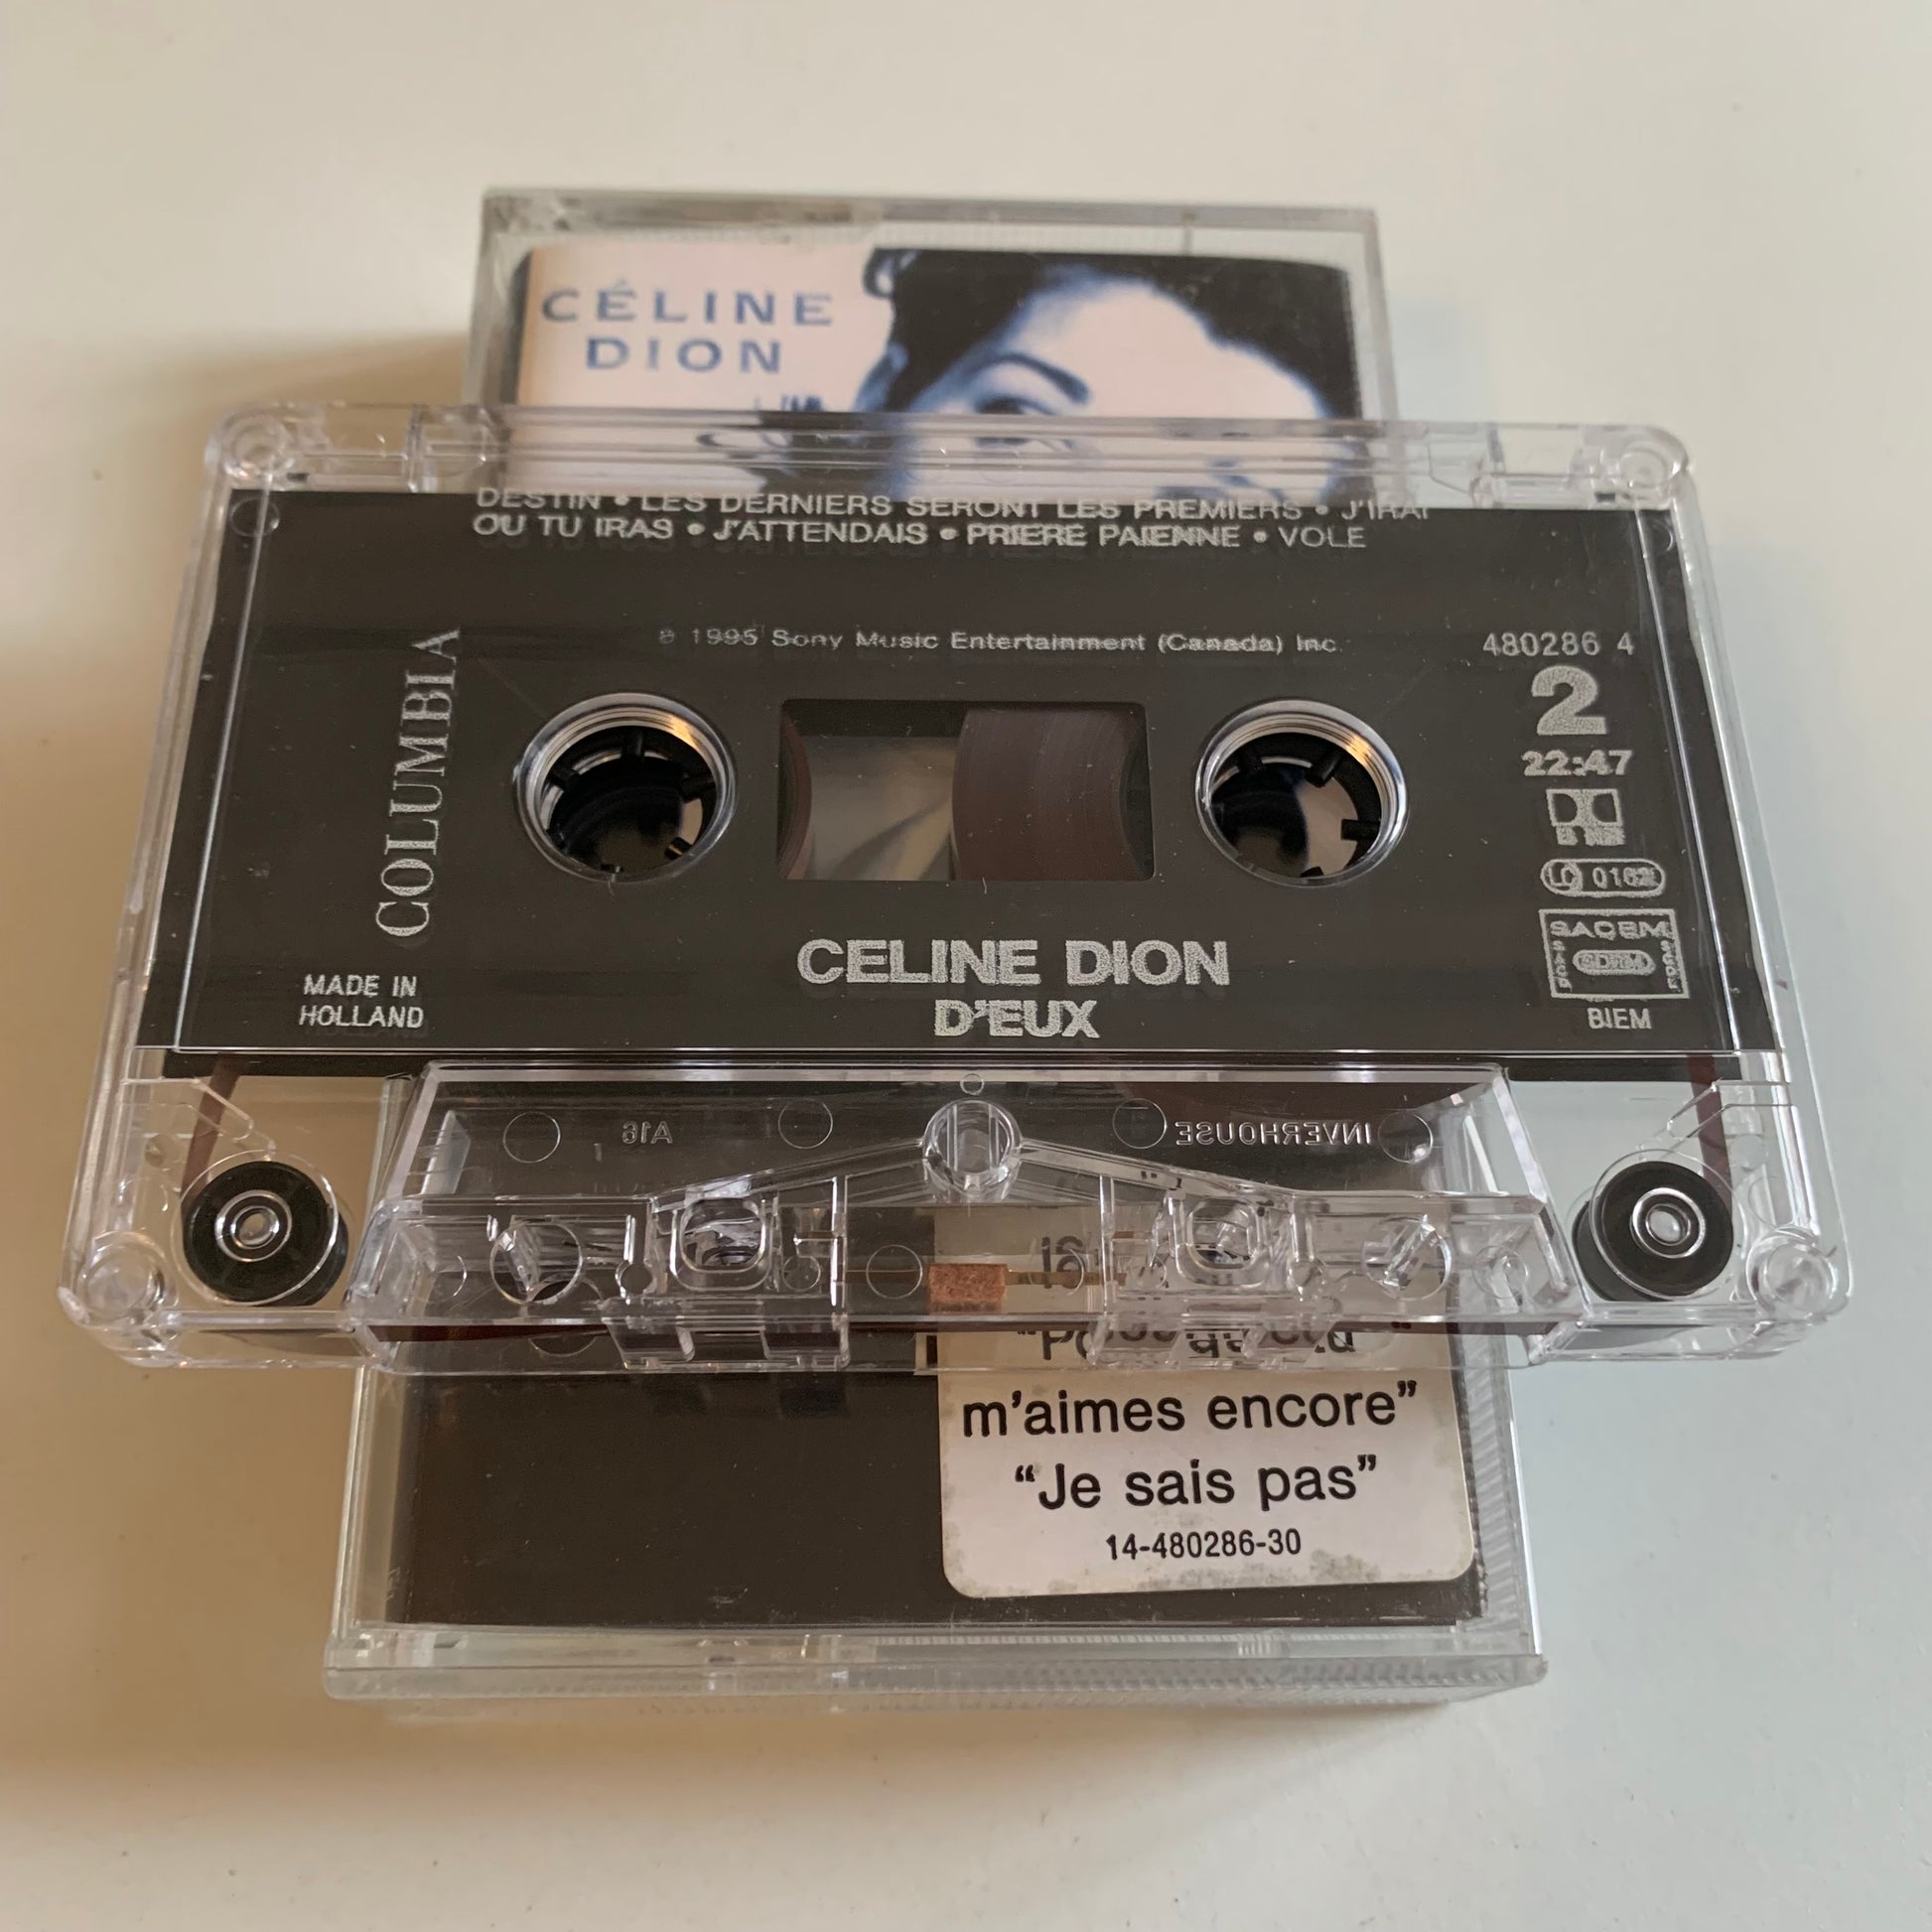 CÉLINE
DION
DESTIN • LES DERNIERS SERONT LES PREMIERS • J'IRAI
OU TU IRAS • J'ATTENDAIS • PRIERE PAIENNE • VOLE
℗ 1995 Sony Music Entertainment (Canada) Inc.
480286 4
2
22:47
COLUMBIA
SACEM
BIEM
CELINE DION
D'EUX
MADE IN
HOLLAND
A16
INVERHOUSE
m'aimes encore”
“Je sais pas”
14-480286-30